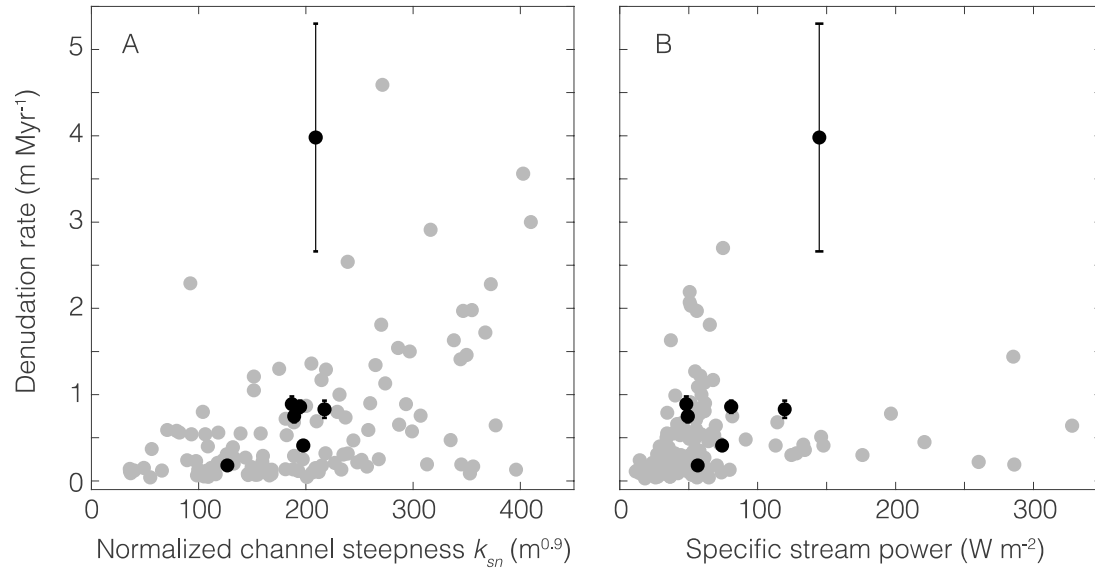 A
B
5
4
3
2
1
0
Denudation rate (m Myr⁻¹)
0 100 200 300 400
0 100 200 300
Normalized channel steepness kₛₙ (m⁰·⁹)
Specific stream power (W m⁻²)